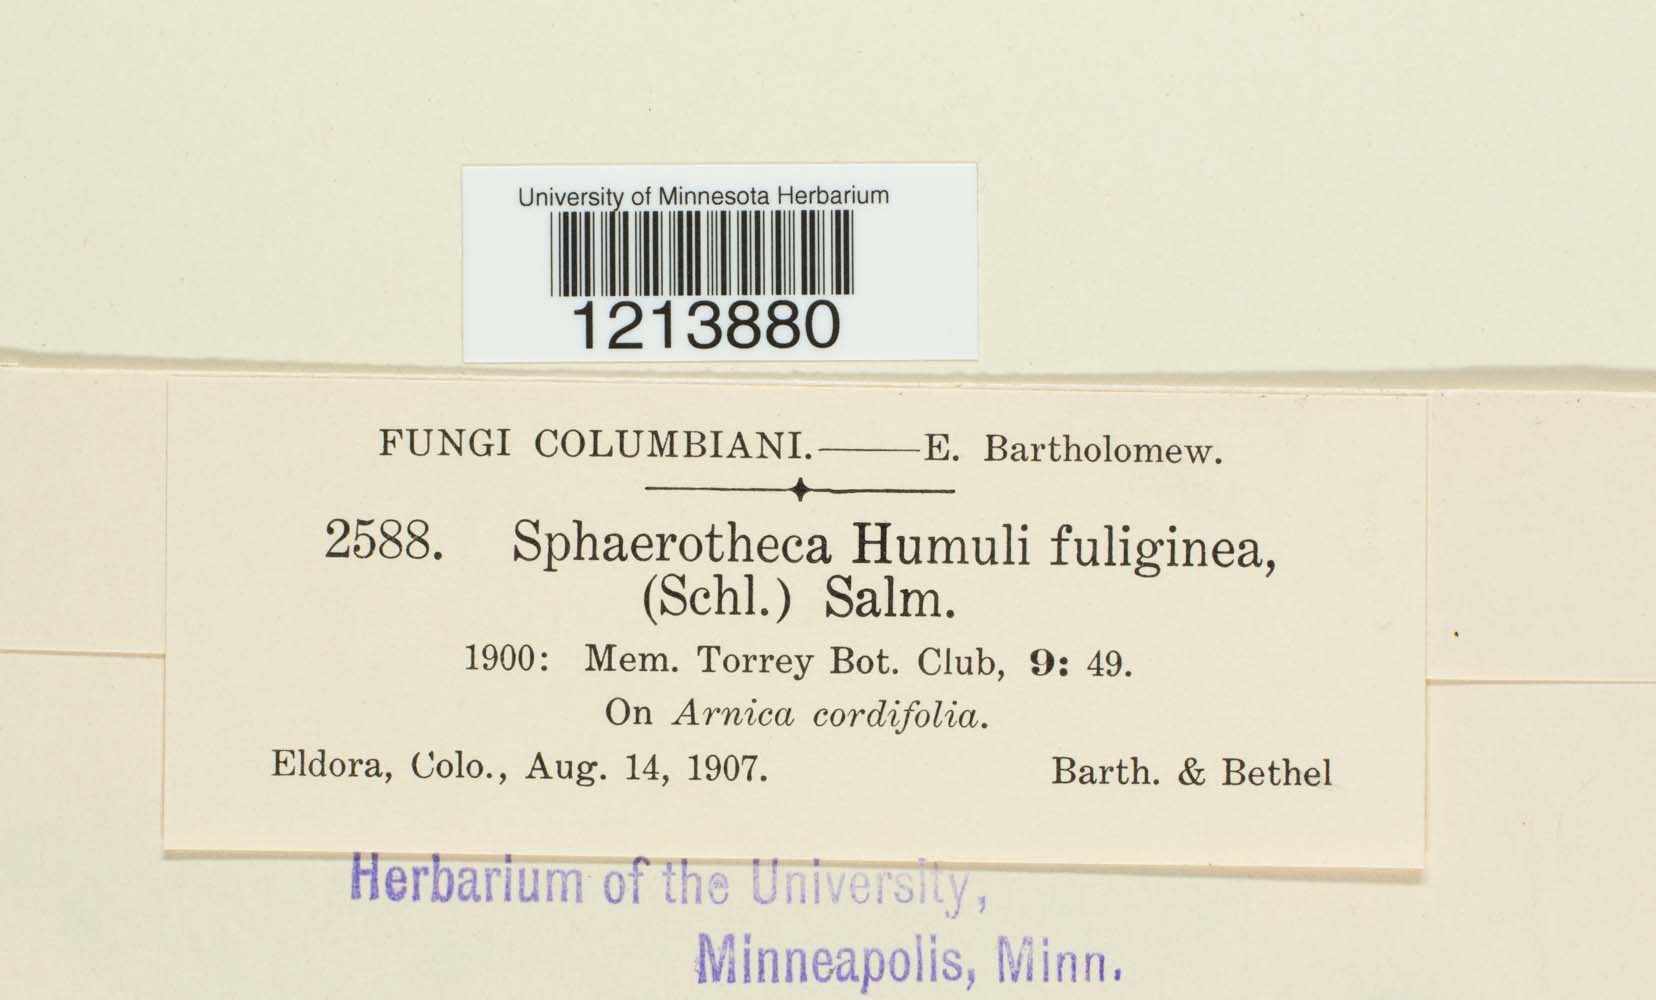 University of Minnesota Herbarium
1213880
FUNGI COLUMBIANI.——E. Bartholomew.
2588. Sphaerotheca Humuli fuliginea,
(Schl.) Salm.
1900: Mem. Torrey Bot. Club, 9: 49.
On Arnica cordifolia.
Eldora, Colo., Aug. 14, 1907. Barth. & Bethel
Herbarium of the University,
Minneapolis, Minn.